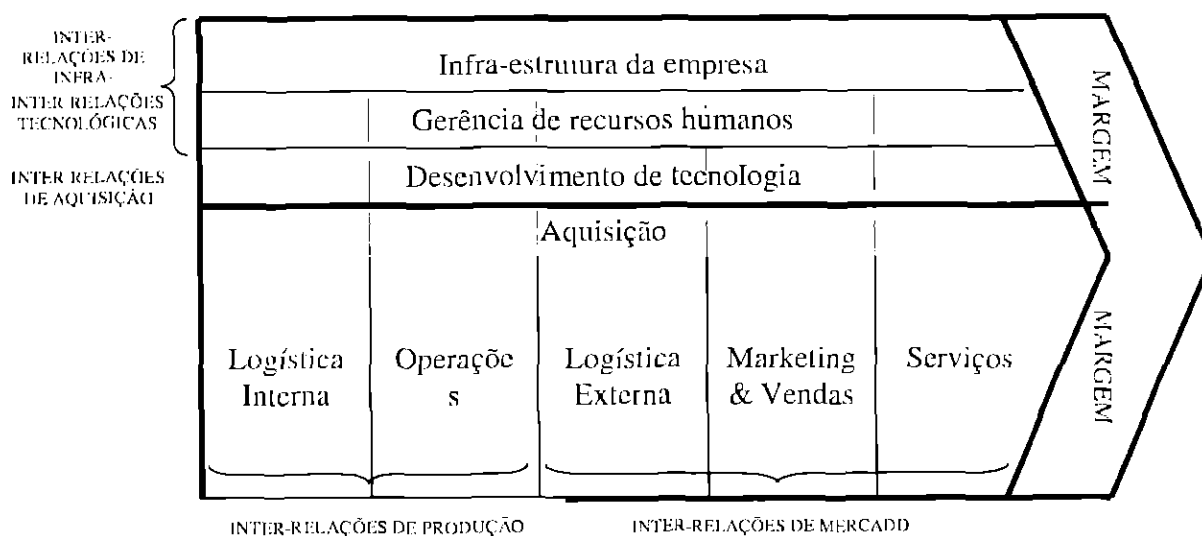 INTER-
RELAÇÕES DE
INFRA-
INTER RELAÇÕES
TECNOLÓGICAS
INTER RELAÇÕES
DE AQUISIÇÃO
Infra-estrutura da empresa
Gerência de recursos humanos
Desenvolvimento de tecnologia
Aquisição
Logística
Interna
Operaçõe
s
Logística
Externa
Marketing
& Vendas
Serviços
MARGEM
MARGEM
INTER-RELAÇÕES DE PRODUÇÃO
INTER-RELAÇÕES DE MERCADO